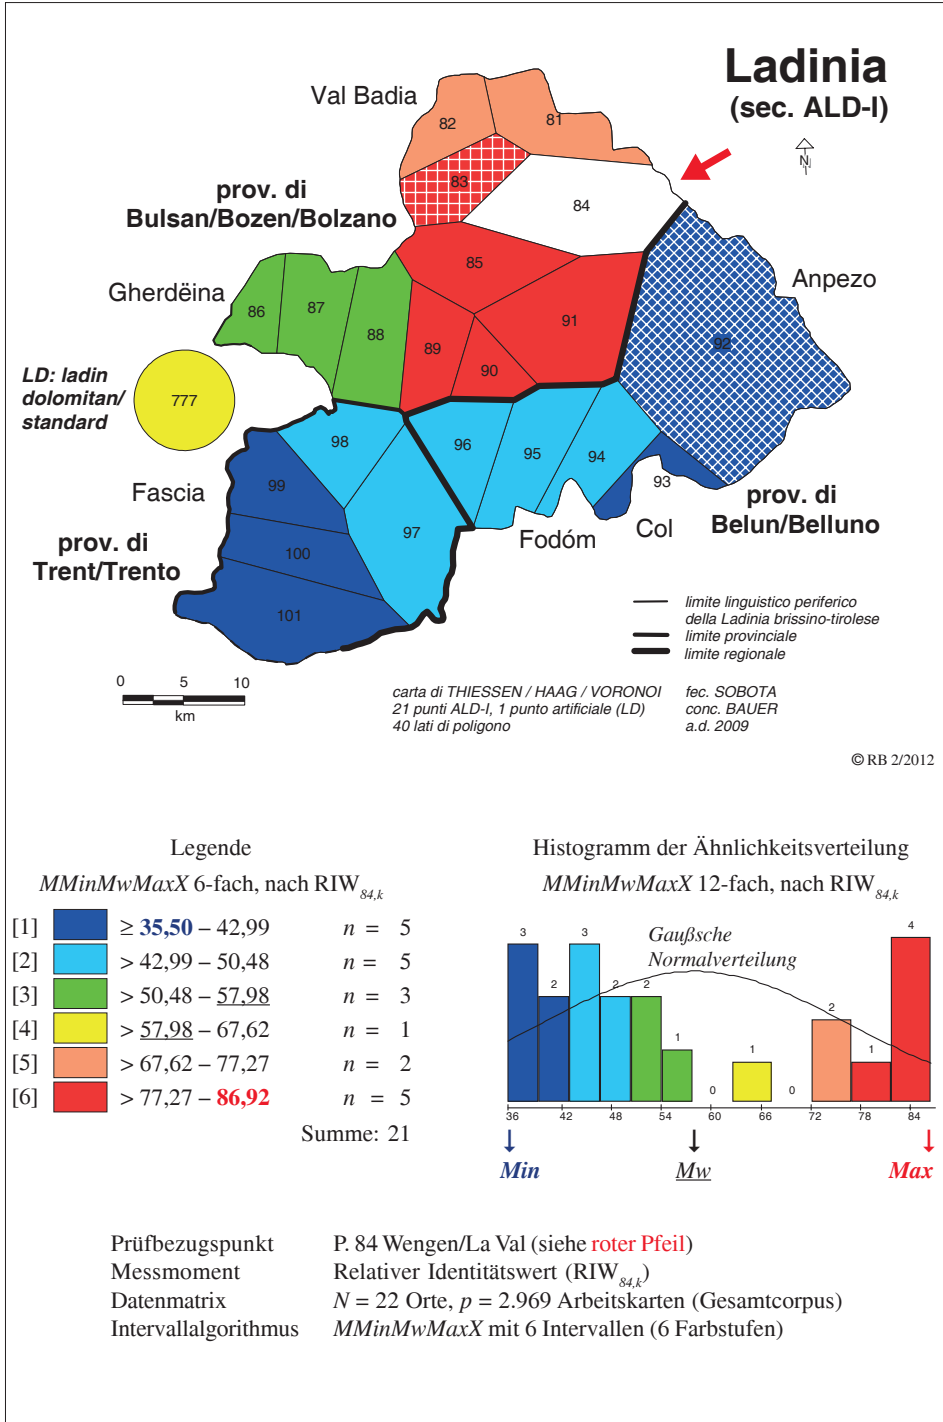 Ladinia
(sec. ALD-I)
Val Badia
82
81
N
83
84
prov. di
Bulsan/Bozen/Bolzano
85
Gherdëina
Anpezo
86
87
88
89
90
91
92
LD: ladin
dolomitan/
standard
777
98
96
95
94
93
99
Fascia
97
Fodóm
Col
prov. di
Belun/Belluno
prov. di
Trent/Trento
100
101
limite linguistico periferico
della Ladinia brissino-tirolese
limite provinciale
limite regionale
0 5 10
km
carta di THIESSEN / HAAG / VORONOI fec. SOBOTA
21 punti ALD-I, 1 punto artificiale (LD) conc. BAUER
40 lati di poligono a.d. 2009
© RB 2/2012
Legende
MMinMwMaxX 6-fach, nach RIW84,k
[1] ≥ 35,50 – 42,99 n = 5
[2] > 42,99 – 50,48 n = 5
[3] > 50,48 – 57,98 n = 3
[4] > 57,98 – 67,62 n = 1
[5] > 67,62 – 77,27 n = 2
[6] > 77,27 – 86,92 n = 5
Summe: 21
Histogramm der Ähnlichkeitsverteilung
MMinMwMaxX 12-fach, nach RIW84,k
Gaußsche
Normalverteilung
3 2 3 2 2 1 0 1 0 2 1 4
36 42 48 54 60 66 72 78 84
Min Mw Max
Prüfbezugspunkt P. 84 Wengen/La Val (siehe roter Pfeil)
Messmoment Relativer Identitätswert (RIW84,k)
Datenmatrix N = 22 Orte, p = 2.969 Arbeitskarten (Gesamtcorpus)
Intervallalgorithmus MMinMwMaxX mit 6 Intervallen (6 Farbstufen)